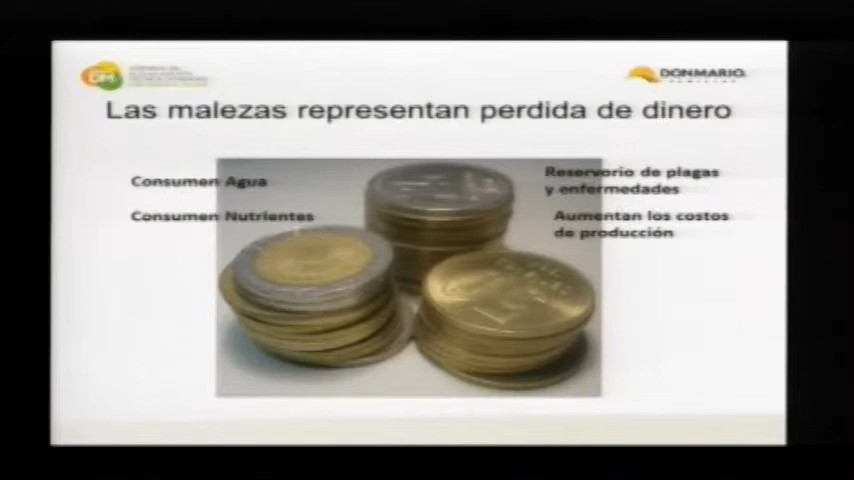 DM
DONMARIO
Las malezas representan perdida de dinero
Consumen Agua
Consumen Nutrientes
Reservorio de plagas
y enfermedades
Aumentan los costos
de producción